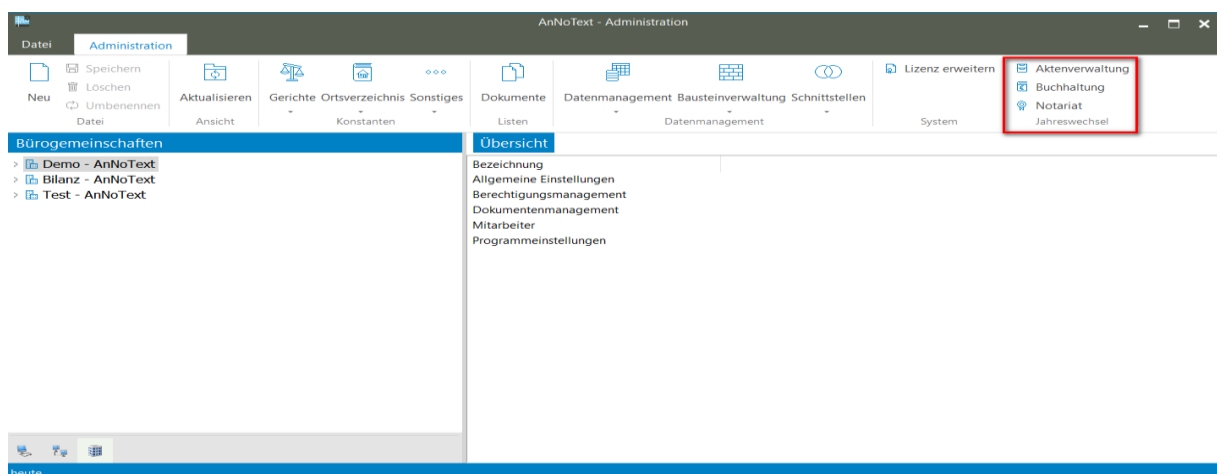 AnNoText - Administration
Datei Administration
Neu
Speichern
Löschen
Umbenennen
Datei
Aktualisieren
Ansicht
Gerichte Ortsverzeichnis Sonstiges
Konstanten
Dokumente
Listen
Datenmanagement Bausteinverwaltung Schnittstellen
Datenmanagement
Lizenz erweitern
System
Aktenverwaltung
Buchhaltung
Notariat
Jahreswechsel
Bürogemeinschaften
Demo - AnNoText
Bilanz - AnNoText
Test - AnNoText
Übersicht
Bezeichnung
Allgemeine Einstellungen
Berechtigungsmanagement
Dokumentenmanagement
Mitarbeiter
Programmeinstellungen
heute